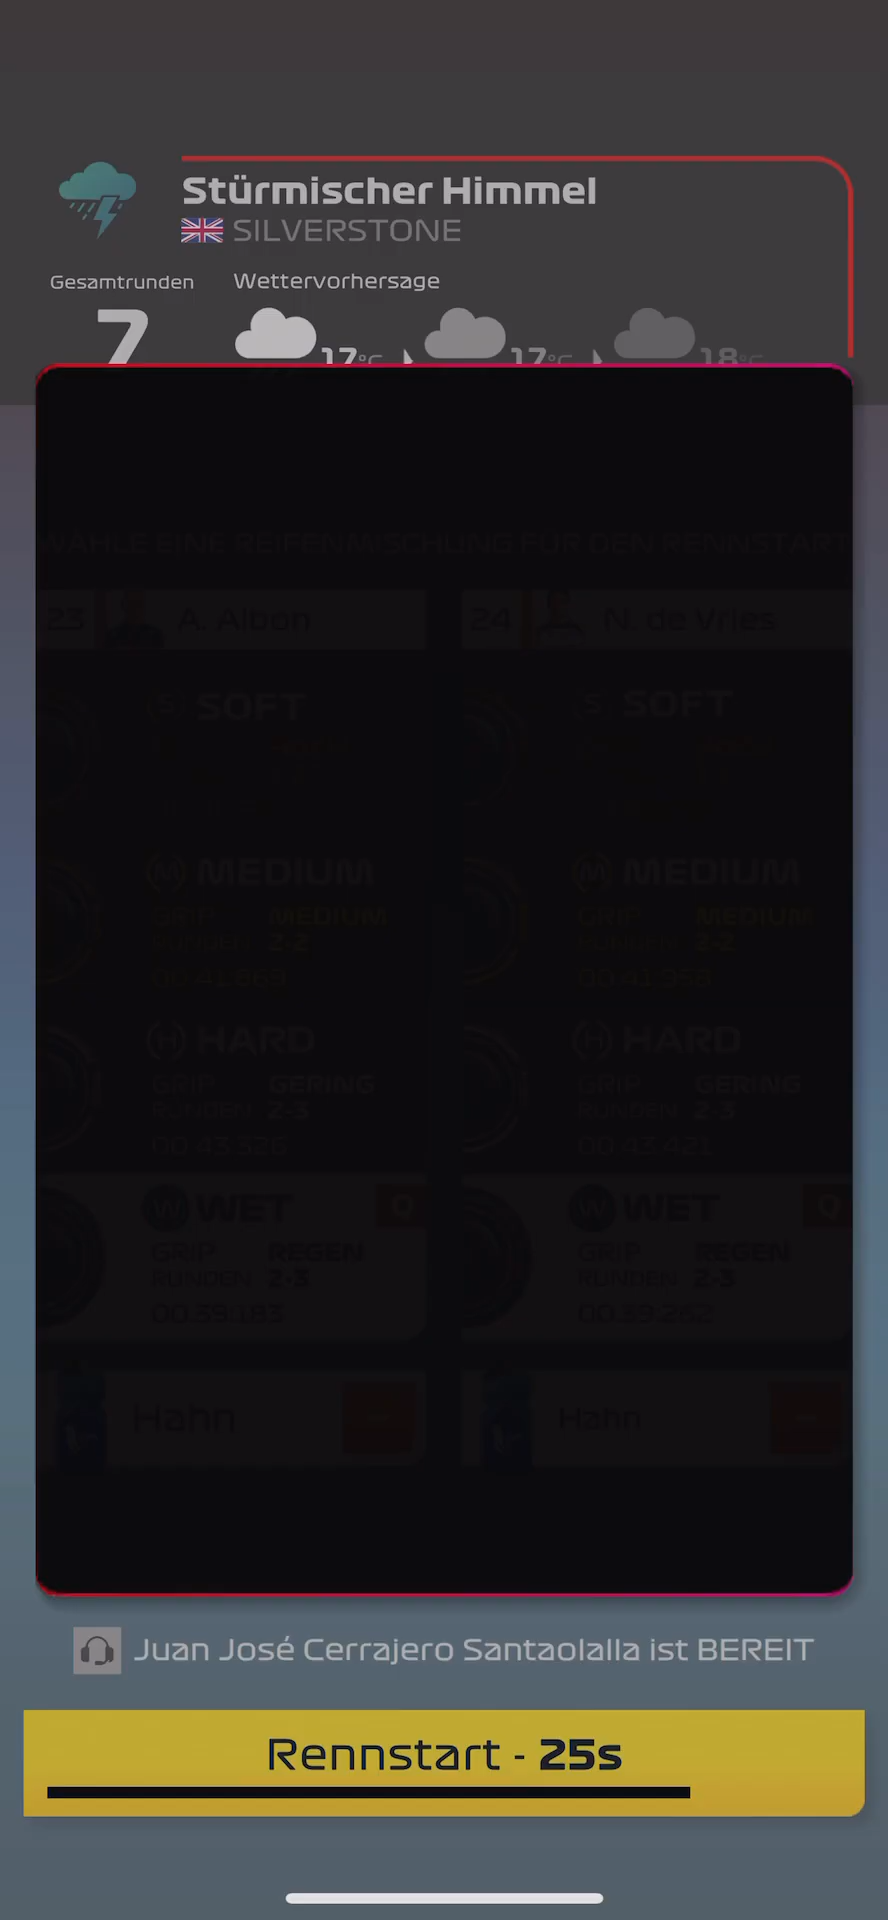 Stürmischer Himmel
SILVERSTONE
Gesamtrunden Wettervorhersage
7 17°C 17°C 18°C
WÄHLE EINE REIFENMISCHUNG FÜR DEN RENNSTART
23 A. Albon 24 N. de Vries
S SOFT S SOFT
M MEDIUM M MEDIUM
GRIP MEDIUM GRIP MEDIUM
RUNDEN 2-2 RUNDEN 2-2
H HARD H HARD
GRIP GERING GRIP GERING
RUNDEN 2-3 RUNDEN 2-3
W WET Q W WET Q
GRIP REGEN GRIP REGEN
RUNDEN 2-3 RUNDEN 2-3
Hahn Hahn
Juan José Cerrajero Santaolalla ist BEREIT
Rennstart - 25s